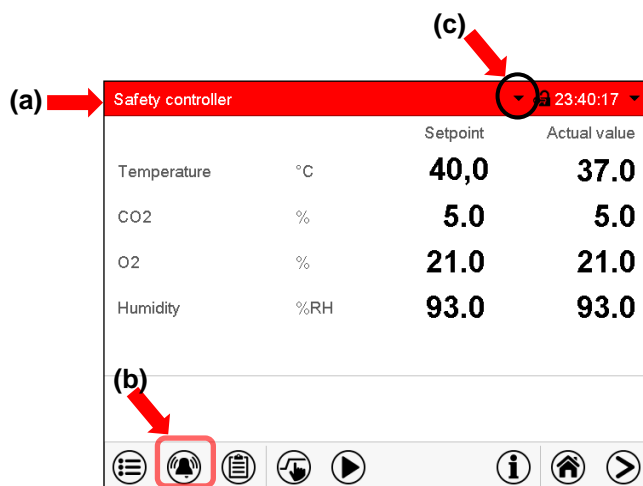 (c)
(a)
Safety controller 23:40:17
Setpoint Actual value
Temperature °C 40,0 37.0
CO2 % 5.0 5.0
O2 % 21.0 21.0
Humidity %RH 93.0 93.0
(b)
i